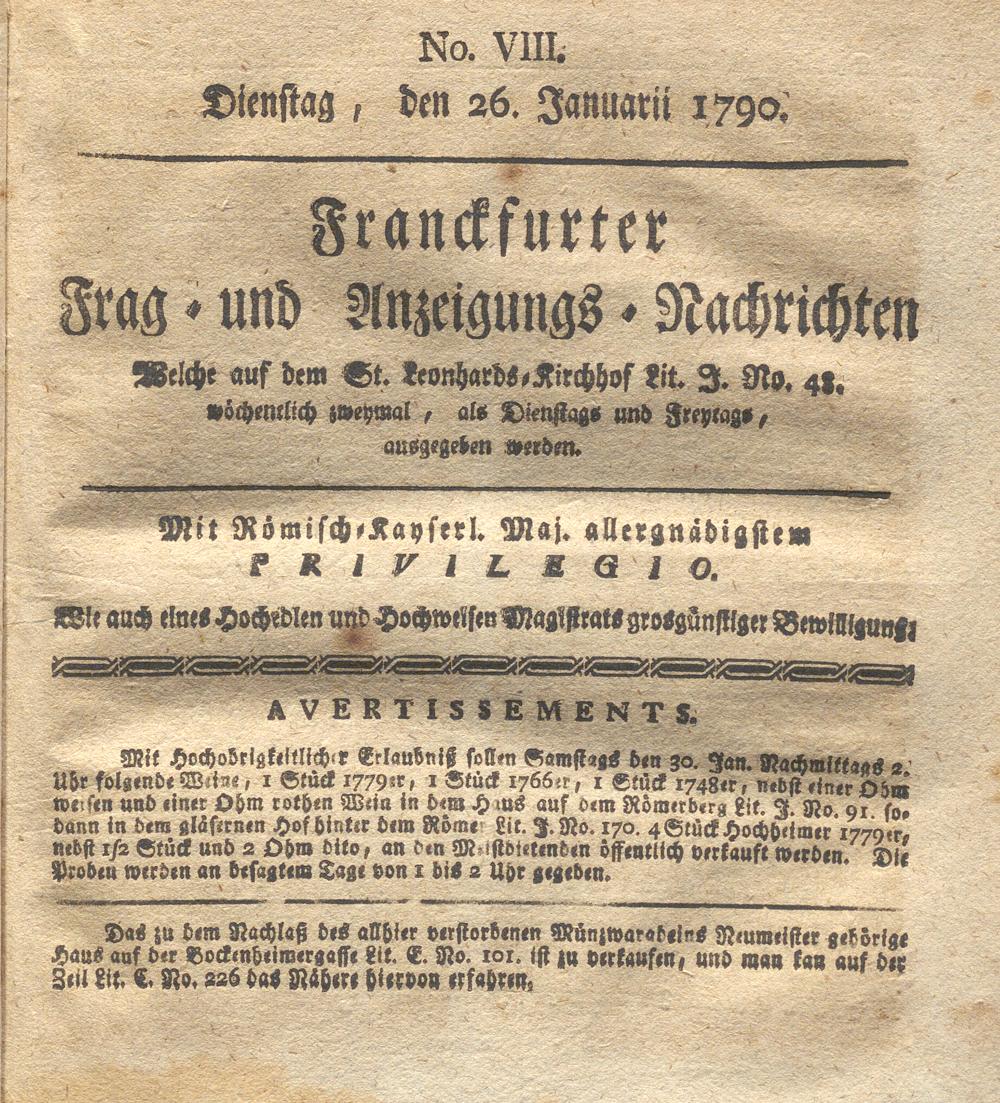 No. VIII.
Dienstag, den 26. Januarii 1790.
Franckfurter
Frag- und Anzeigungs-Nachrichten
Welche auf dem St. Leonhards-Kirchhof Lit. J. No. 48.
wöchentlich zweymal, als Dienstags und Freytags,
ausgegeben werden.
Mit Römisch-Kayserl. Maj. allergnädigstem
PRIVILEGIO.
Wie auch eines Hochedlen und Hochweisen Magistrats grosgünstiger Bewilligung:
AVERTISSEMENTS.
Mit Hochobrigkeitlicher Erlaubniß sollen Samstags den 30. Jan. Nachmittags 2.
Uhr folgende Weine, 1 Stück 1779er, 1 Stück 1766er, 1 Stück 1748er, nebst einer Ohm
weisen und einer Ohm rothen Wein in dem Haus auf dem Römerberg Lit. J. No. 91. so-
dann in dem gläsernen Hof hinter dem Römer Lit. J. No. 170. 4 Stück Hochheimer 1779er,
nebst 1/2 Stück und 2 Ohm dito, an den Meistbietenden öffentlich verkauft werden. Die
Proben werden an besagtem Tage von 1 bis 2 Uhr gegeben.
Das zu dem Nachlaß des allhier verstorbenen Münzwaradeins Neumeister gehörige
Haus auf der Bockenheimergasse Lit. E. No. 101. ist zu verkaufen, und man kan auf der
Zeil Lit. C. No. 226 das Nähere hiervon erfahren.